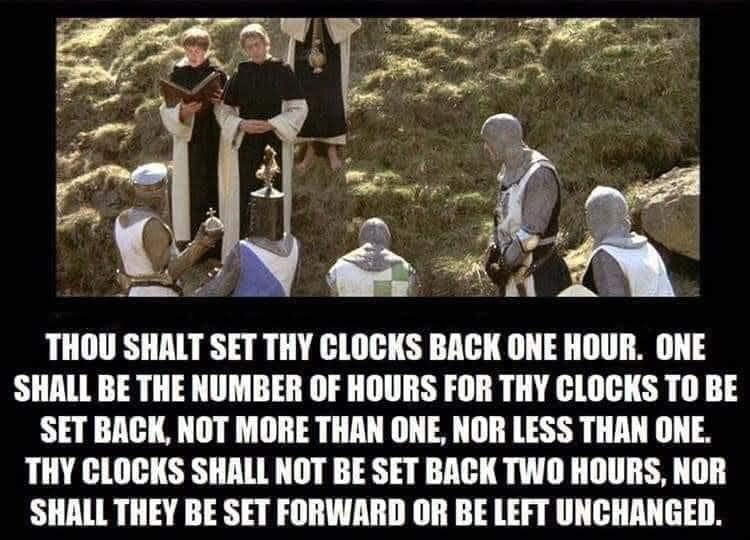 THOU SHALT SET THY CLOCKS BACK ONE HOUR. ONE
SHALL BE THE NUMBER OF HOURS FOR THY CLOCKS TO BE
SET BACK, NOT MORE THAN ONE, NOR LESS THAN ONE.
THY CLOCKS SHALL NOT BE SET BACK TWO HOURS, NOR
SHALL THEY BE SET FORWARD OR BE LEFT UNCHANGED.